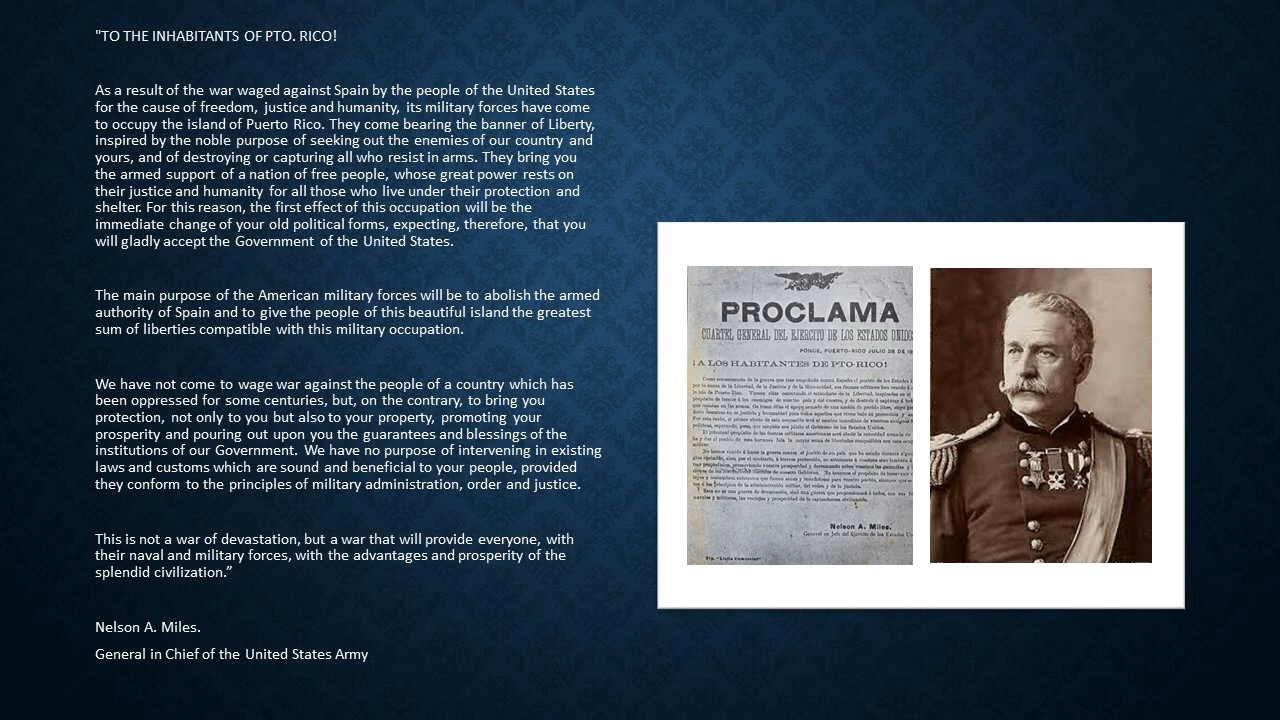 "TO THE INHABITANTS OF PTO. RICO!
As a result of the war waged against Spain by the people of the United States
for the cause of freedom, justice and humanity, its military forces have come
to occupy the island of Puerto Rico. They come bearing the banner of Liberty,
inspired by the noble purpose of seeking out the enemies of our country and
yours, and of destroying or capturing all who resist in arms. They bring you
the armed support of a nation of free people, whose great power rests on
their justice and humanity for all those who live under their protection and
shelter. For this reason, the first effect of this occupation will be the
immediate change of your old political forms, expecting, therefore, that you
will gladly accept the Government of the United States.
The main purpose of the American military forces will be to abolish the armed
authority of Spain and to give the people of this beautiful island the greatest
sum of liberties compatible with this military occupation.
We have not come to wage war against the people of a country which has
been oppressed for some centuries, but, on the contrary, to bring you
protection, not only to you but also to your property, promoting your
prosperity and pouring out upon you the guarantees and blessings of the
institutions of our Government. We have no purpose of intervening in existing
laws and customs which are sound and beneficial to your people, provided
they conform to the principles of military administration, order and justice.
This is not a war of devastation, but a war that will provide everyone, with
their naval and military forces, with the advantages and prosperity of the
splendid civilization.”
Nelson A. Miles.
General in Chief of the United States Army
PROCLAMA
CUARTEL GENERAL DEL EJERCITO DE LOS ESTADOS UNIDO
PONCE, PUERTO-RICO JULIO 28 DE
¡A LOS HABITANTES DE PTO-RICO!
Nelson A. Miles.
General en Jefe del Ejercito de los Estados